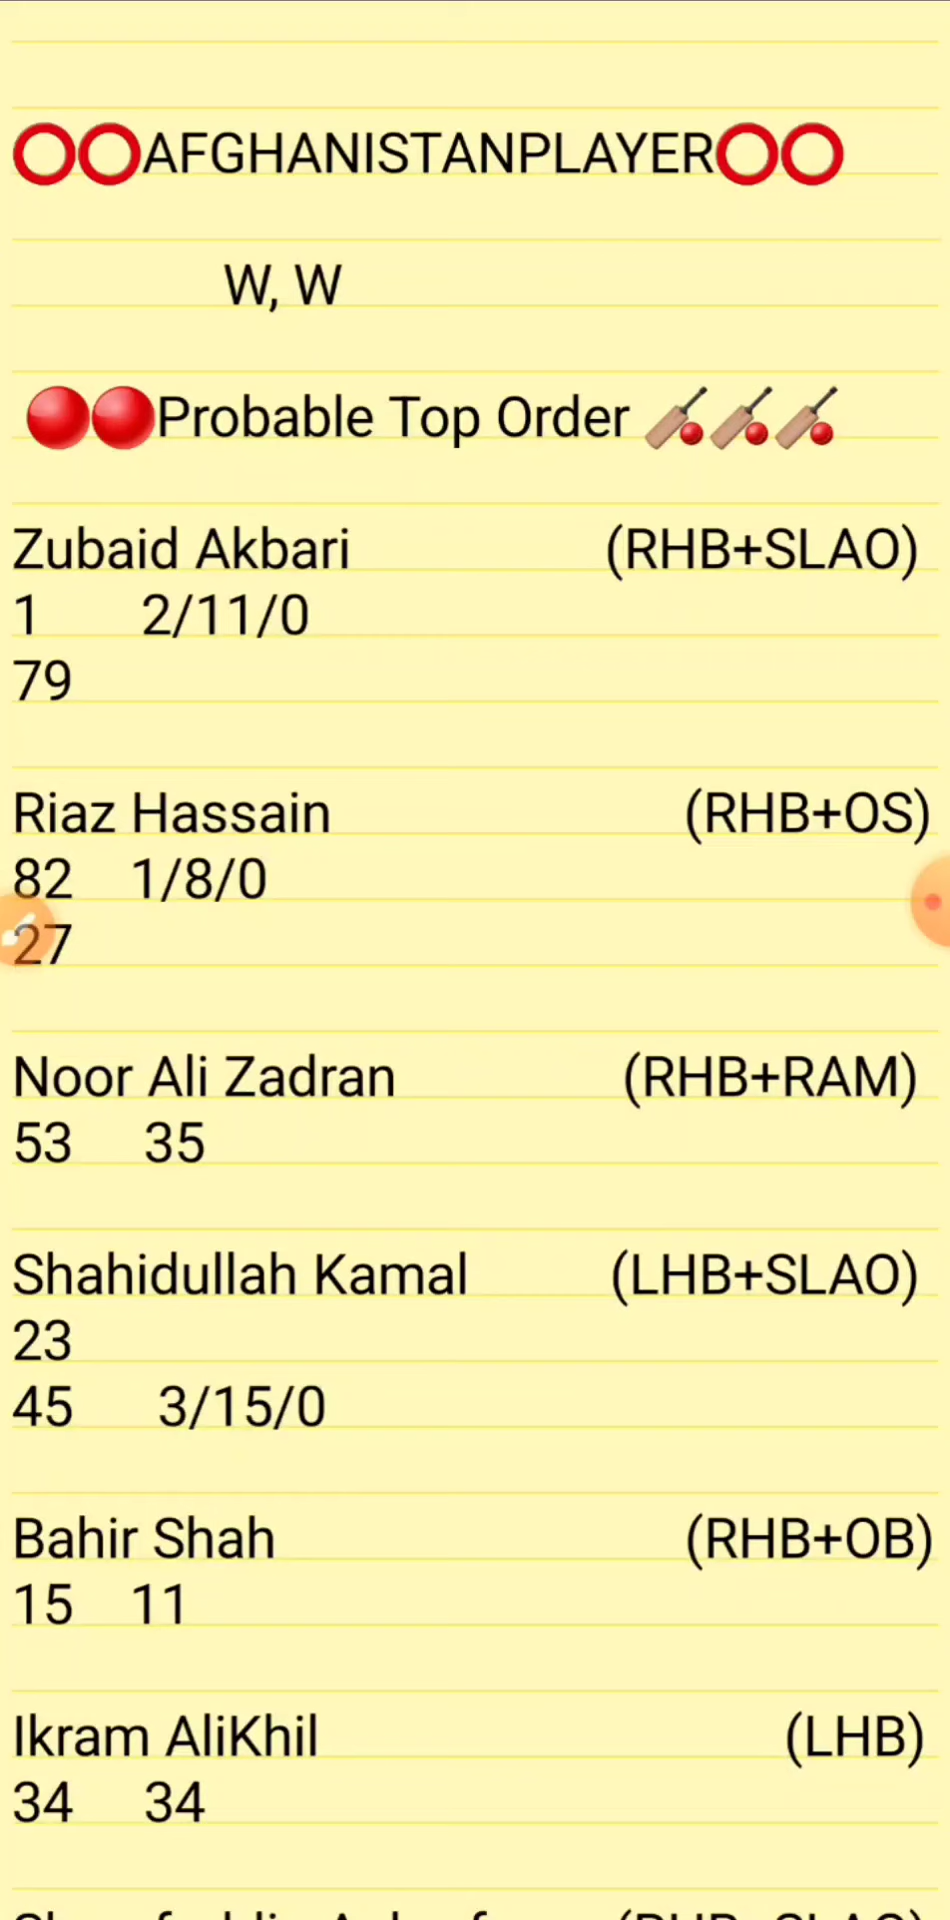 ⭕⭕AFGHANISTANPLAYER⭕⭕
W, W
🔴🔴Probable Top Order 🏏🏏🏏
Zubaid Akbari (RHB+SLAO)
1 2/11/0
79
Riaz Hassain (RHB+OS)
82 1/8/0
27
Noor Ali Zadran (RHB+RAM)
53 35
Shahidullah Kamal (LHB+SLAO)
23
45 3/15/0
Bahir Shah (RHB+OB)
15 11
Ikram AliKhil (LHB)
34 34